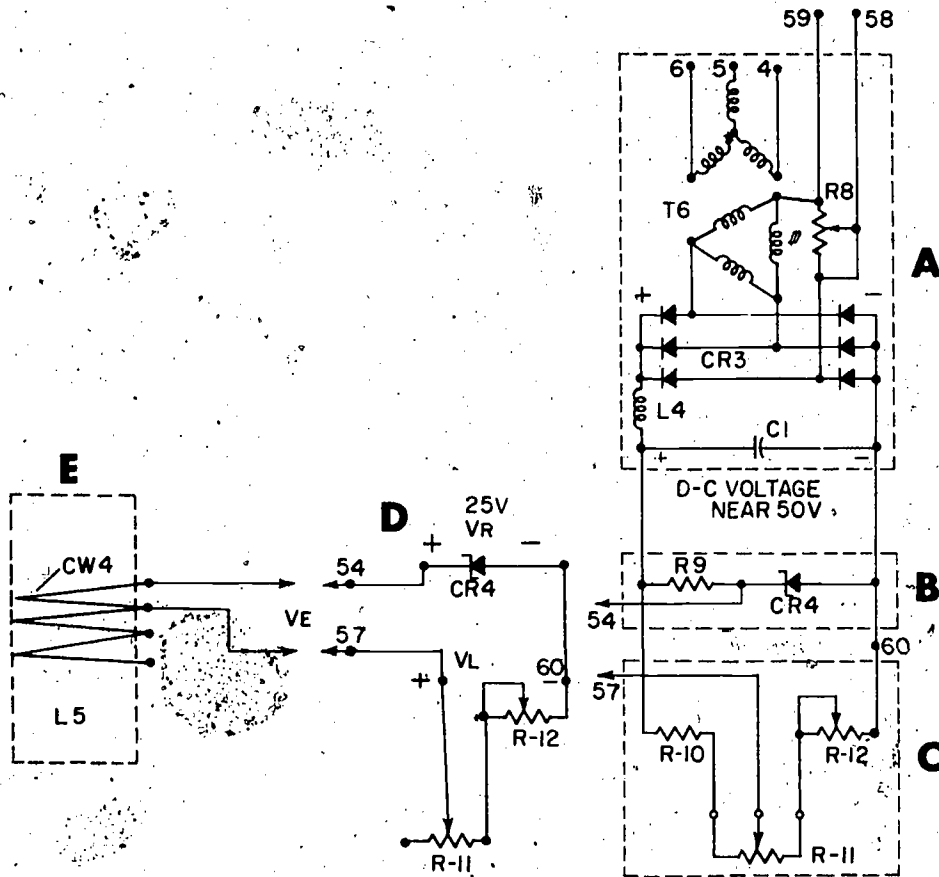 59 58
6 5 4
R8
T6
A
+ −
CR3
L4
C1
+ −
D-C VOLTAGE
NEAR 50V
E
D
25V
VR
+ −
CW4
54
CR4
R9
CR4
B
54
VE
57
VL
60
60
+ −
57
L5
R-12
R-10
R-12
C
R-11
R-11